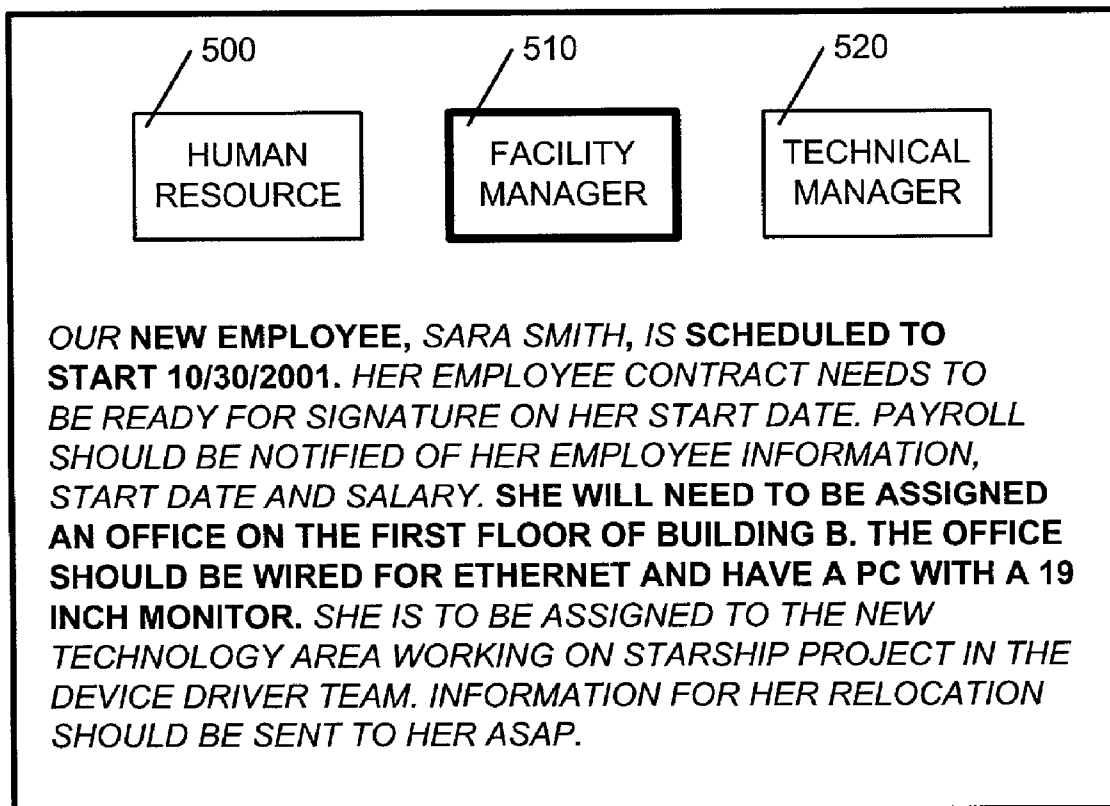 500 510 520
HUMAN RESOURCE
FACILITY MANAGER
TECHNICAL MANAGER
OUR NEW EMPLOYEE, SARA SMITH, IS SCHEDULED TO
START 10/30/2001. HER EMPLOYEE CONTRACT NEEDS TO
BE READY FOR SIGNATURE ON HER START DATE. PAYROLL
SHOULD BE NOTIFIED OF HER EMPLOYEE INFORMATION,
START DATE AND SALARY. SHE WILL NEED TO BE ASSIGNED
AN OFFICE ON THE FIRST FLOOR OF BUILDING B. THE OFFICE
SHOULD BE WIRED FOR ETHERNET AND HAVE A PC WITH A 19
INCH MONITOR. SHE IS TO BE ASSIGNED TO THE NEW
TECHNOLOGY AREA WORKING ON STARSHIP PROJECT IN THE
DEVICE DRIVER TEAM. INFORMATION FOR HER RELOCATION
SHOULD BE SENT TO HER ASAP.